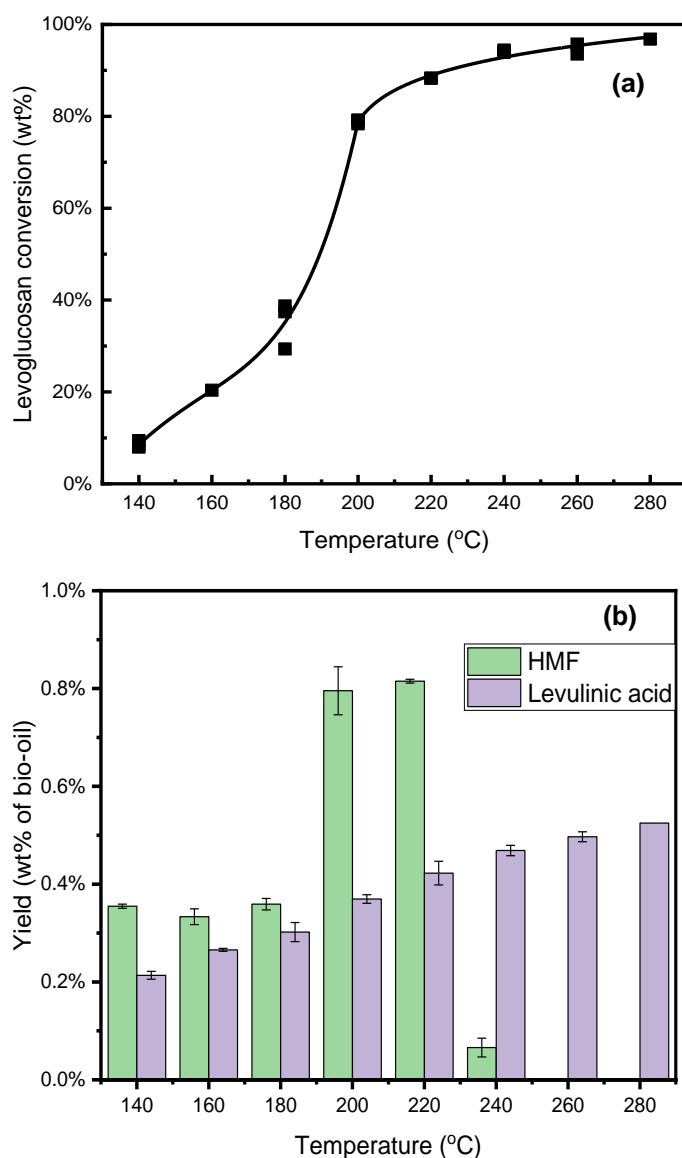 100%
80%
60%
40%
20%
0%
Levoglucosan conversion (wt%)
(a)
140 160 180 200 220 240 260 280
Temperature (°C)
1.0%
0.8%
0.6%
0.4%
0.2%
0.0%
Yield (wt% of bio-oil)
(b)
HMF
Levulinic acid
140 160 180 200 220 240 260 280
Temperature (°C)